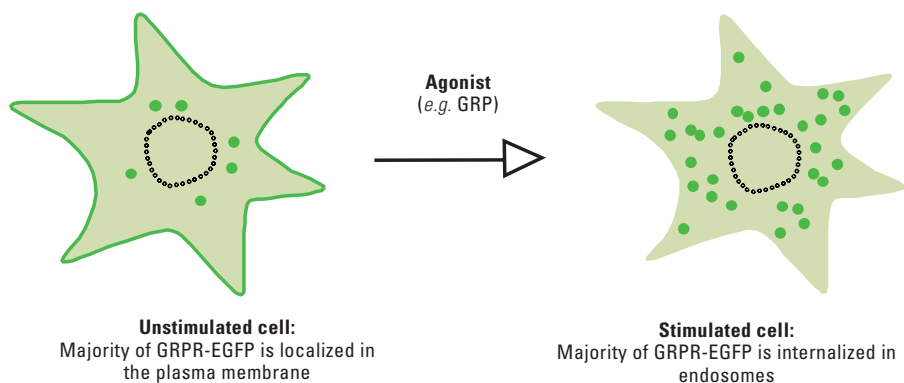 Agonist
(e.g. GRP)
Unstimulated cell:
Majority of GRPR-EGFP is localized in
the plasma membrane
Stimulated cell:
Majority of GRPR-EGFP is internalized in
endosomes